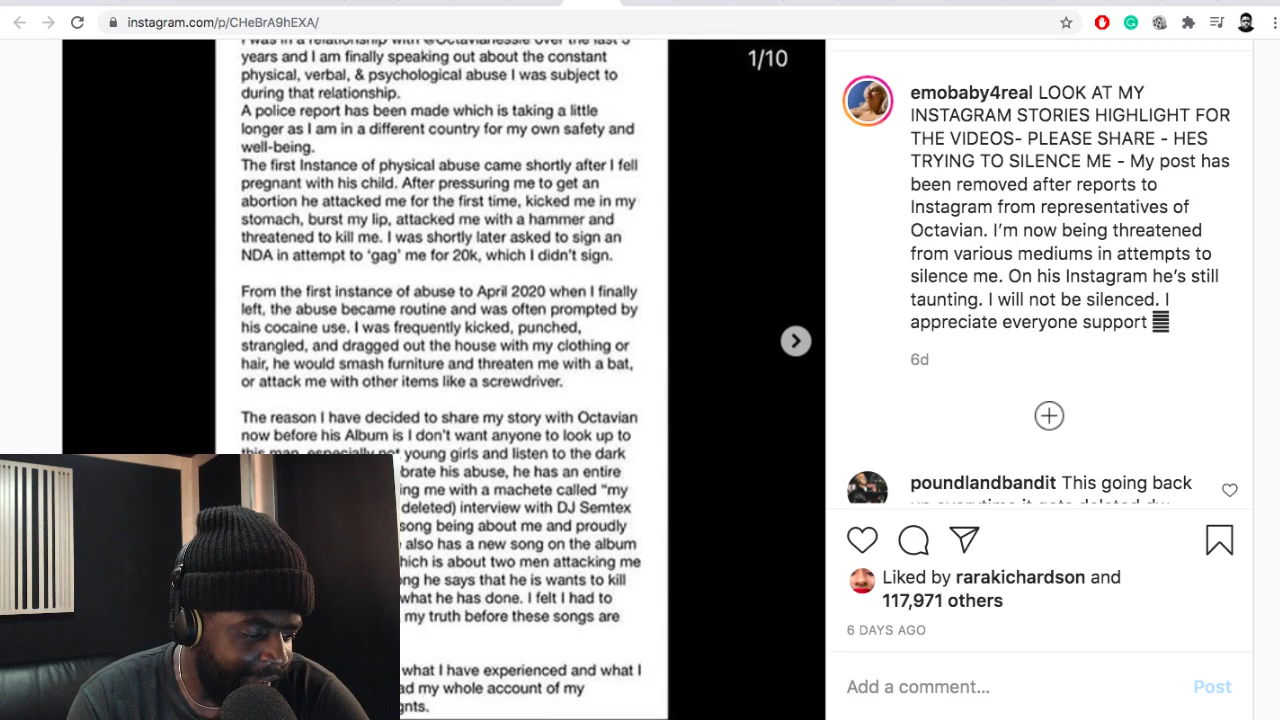 instagram.com/p/CHeBrA9hEXA/
1/10
years and I am finally speaking out about the constant
physical, verbal, & psychological abuse I was subject to
during that relationship.
A police report has been made which is taking a little
longer as I am in a different country for my own safety and
well-being.
The first Instance of physical abuse came shortly after I fell
pregnant with his child. After pressuring me to get an
abortion he attacked me for the first time, kicked me in my
stomach, burst my lip, attacked me with a hammer and
threatened to kill me. I was shortly later asked to sign an
NDA in attempt to 'gag' me for 20k, which I didn't sign.
From the first instance of abuse to April 2020 when I finally
left, the abuse became routine and was often prompted by
his cocaine use. I was frequently kicked, punched,
strangled, and dragged out the house with my clothing or
hair, he would smash furniture and threaten me with a bat,
or attack me with other items like a screwdriver.
The reason I have decided to share my story with Octavian
now before his Album is I don't want anyone to look up to
this man, especially not young girls and listen to the dark
brate his abuse, he has an entire
ing me with a machete called "my
deleted) interview with DJ Semtex
song being about me and proudly
also has a new song on the album
hich is about two men attacking me
ng he says that he is wants to kill
what he has done. I felt I had to
my truth before these songs are
what I have experienced and what I
ad my whole account of my
gnts.
emobaby4real LOOK AT MY
INSTAGRAM STORIES HIGHLIGHT FOR
THE VIDEOS- PLEASE SHARE - HES
TRYING TO SILENCE ME - My post has
been removed after reports to
Instagram from representatives of
Octavian. I'm now being threatened
from various mediums in attempts to
silence me. On his Instagram he's still
taunting. I will not be silenced. I
appreciate everyone support
6d
poundlandbandit This going back
up everytime it gets deleted dw
Liked by rarakichardson and
117,971 others
6 DAYS AGO
Add a comment...
Post